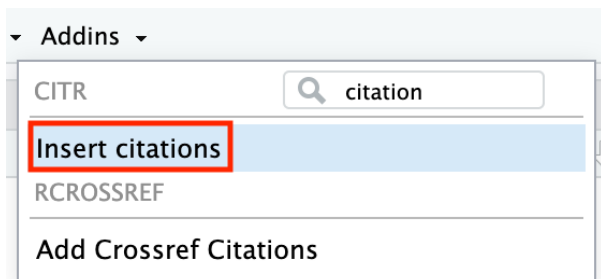 Addins
CITR citation
Insert citations
RCROSSREF
Add Crossref Citations